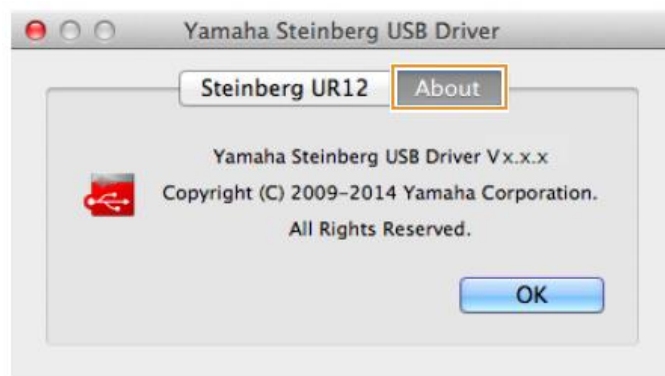 Yamaha Steinberg USB Driver
Steinberg UR12 About
Yamaha Steinberg USB Driver Vx.x.x
Copyright (C) 2009-2014 Yamaha Corporation.
All Rights Reserved.
OK